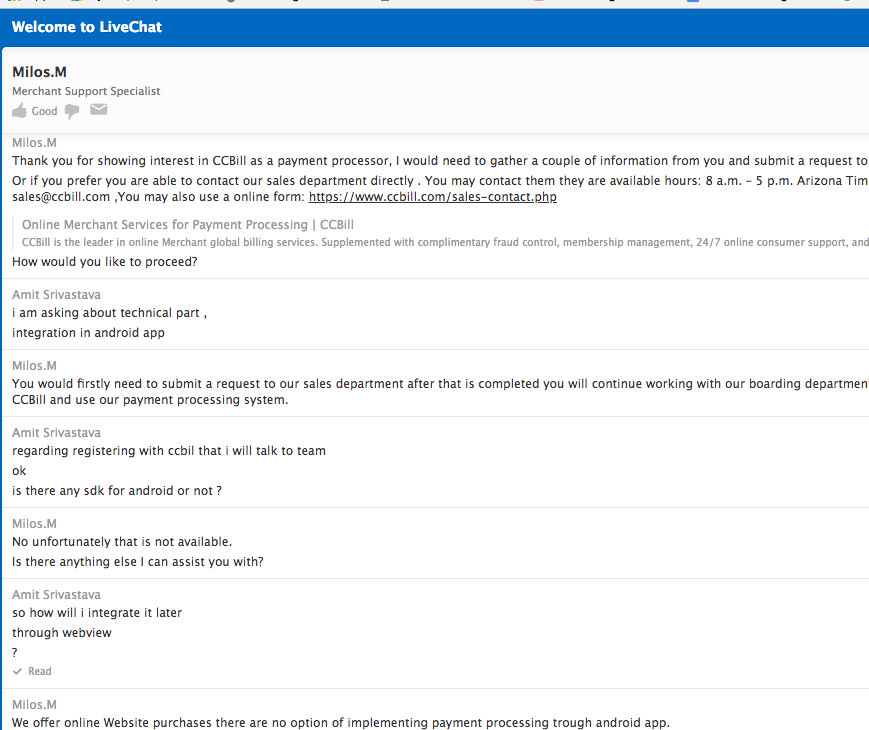 Welcome to LiveChat
Milos.M
Merchant Support Specialist
Good
Milos.M
Thank you for showing interest in CCBill as a payment processor, I would need to gather a couple of information from you and submit a request to
Or if you prefer you are able to contact our sales department directly . You may contact them they are available hours: 8 a.m. – 5 p.m. Arizona Tim
sales@ccbill.com ,You may also use a online form: https://www.ccbill.com/sales-contact.php
Online Merchant Services for Payment Processing | CCBill
CCBill is the leader in online Merchant global billing services. Supplemented with complimentary fraud control, membership management, 24/7 online consumer support, and
How would you like to proceed?
Amit Srivastava
i am asking about technical part ,
integration in android app
Milos.M
You would firstly need to submit a request to our sales department after that is completed you will continue working with our boarding departmen
CCBill and use our payment processing system.
Amit Srivastava
regarding registering with ccbil that i will talk to team
ok
is there any sdk for android or not ?
Milos.M
No unfortunately that is not available.
Is there anything else I can assist you with?
Amit Srivastava
so how will i integrate it later
through webview
?
Read
Milos.M
We offer online Website purchases there are no option of implementing payment processing trough android app.